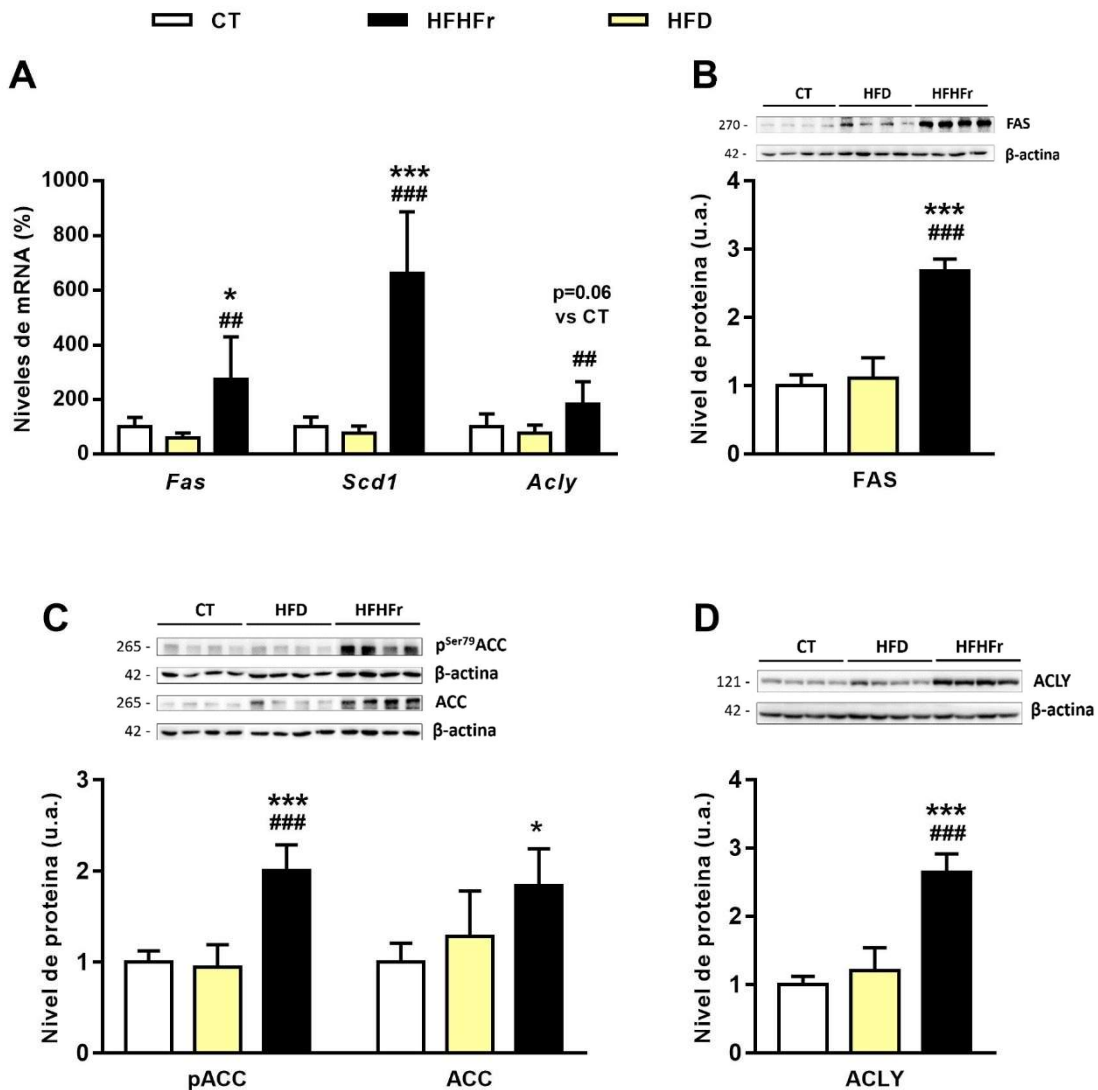 CT HFHFr HFD
A
Niveles de mRNA (%)
1000
800
600
400
200
0
*
##
***
###
p=0.06
vs CT
##
Fas Scd1 Acly
B
CT HFD HFHFr
270 - FAS
42 - β-actina
Nivel de proteina (u.a.)
4
3
2
1
0
***
###
FAS
C
CT HFD HFHFr
265 - pSer79ACC
42 - β-actina
265 - ACC
42 - β-actina
Nivel de proteina (u.a.)
3
2
1
0
***
###
*
pACC ACC
D
CT HFD HFHFr
121 - ACLY
42 - β-actina
Nivel de proteina (u.a.)
4
3
2
1
0
***
###
ACLY